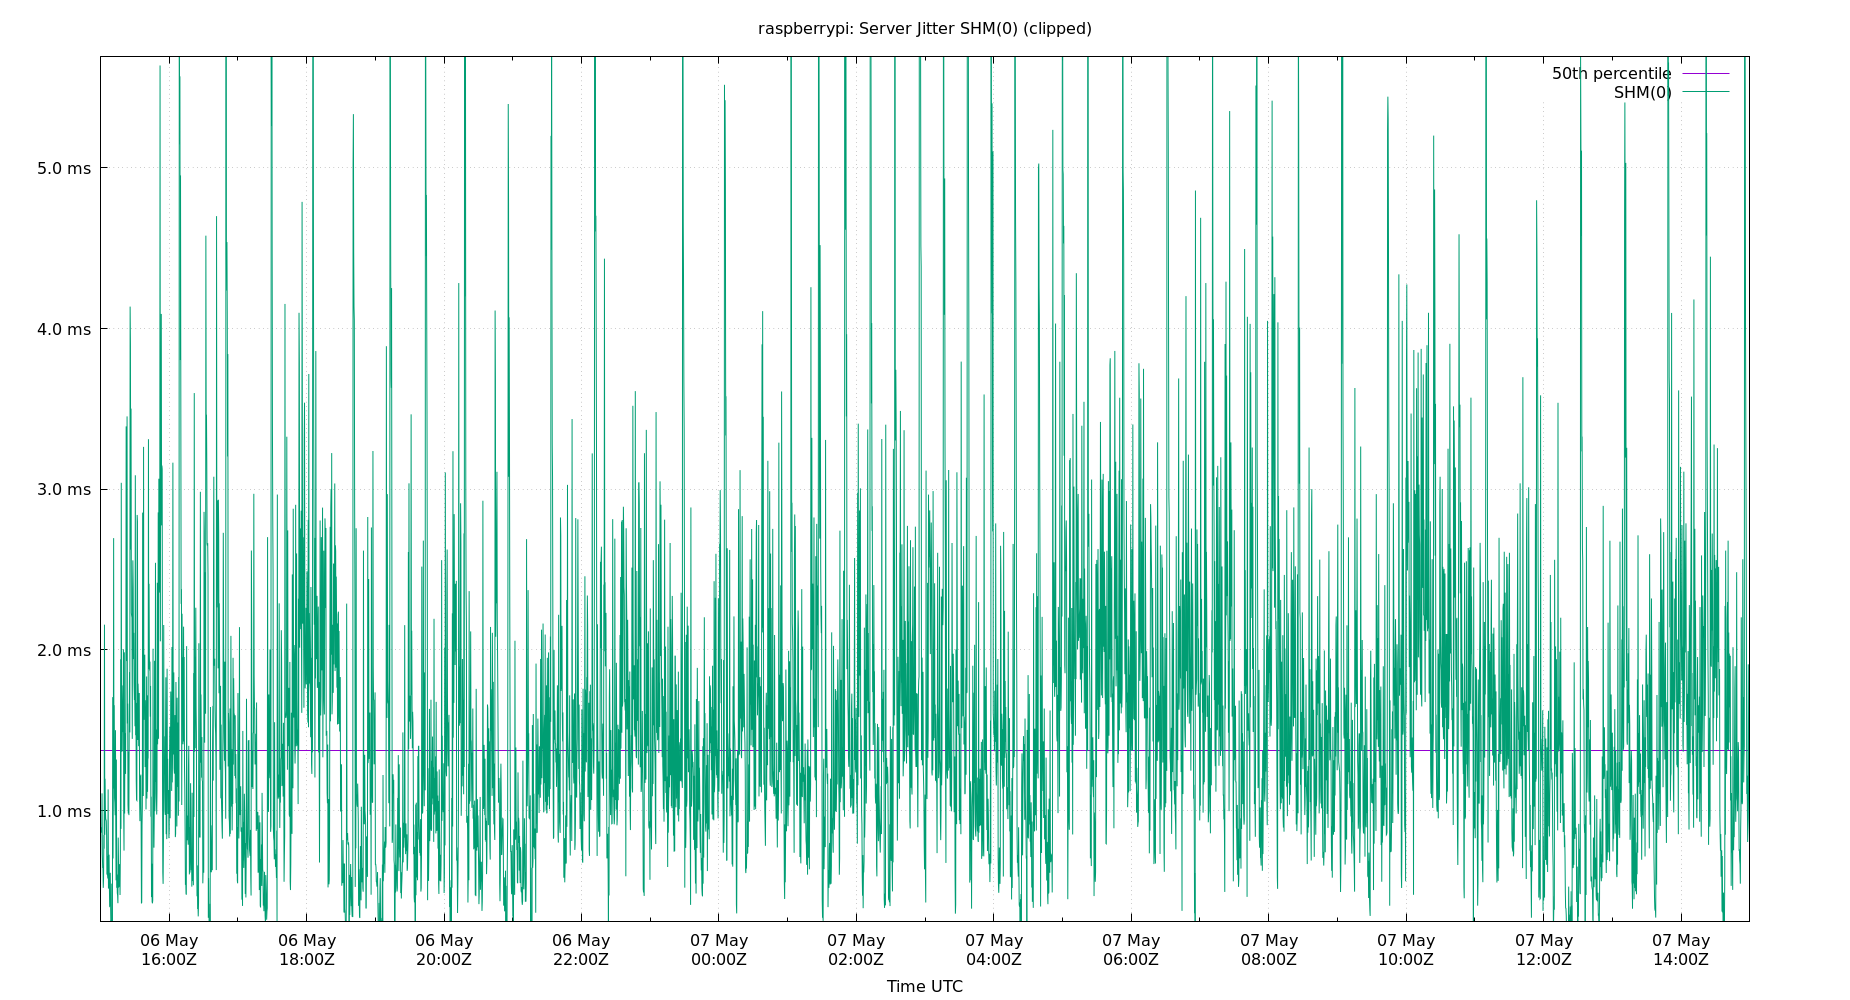 raspberrypi: Server Jitter SHM(0) (clipped)
50th percentile
SHM(0)
5.0 ms
4.0 ms
3.0 ms
2.0 ms
1.0 ms
06 May 06 May 06 May 06 May 07 May 07 May 07 May 07 May 07 May 07 May 07 May 07 May
16:00Z 18:00Z 20:00Z 22:00Z 00:00Z 02:00Z 04:00Z 06:00Z 08:00Z 10:00Z 12:00Z 14:00Z
Time UTC